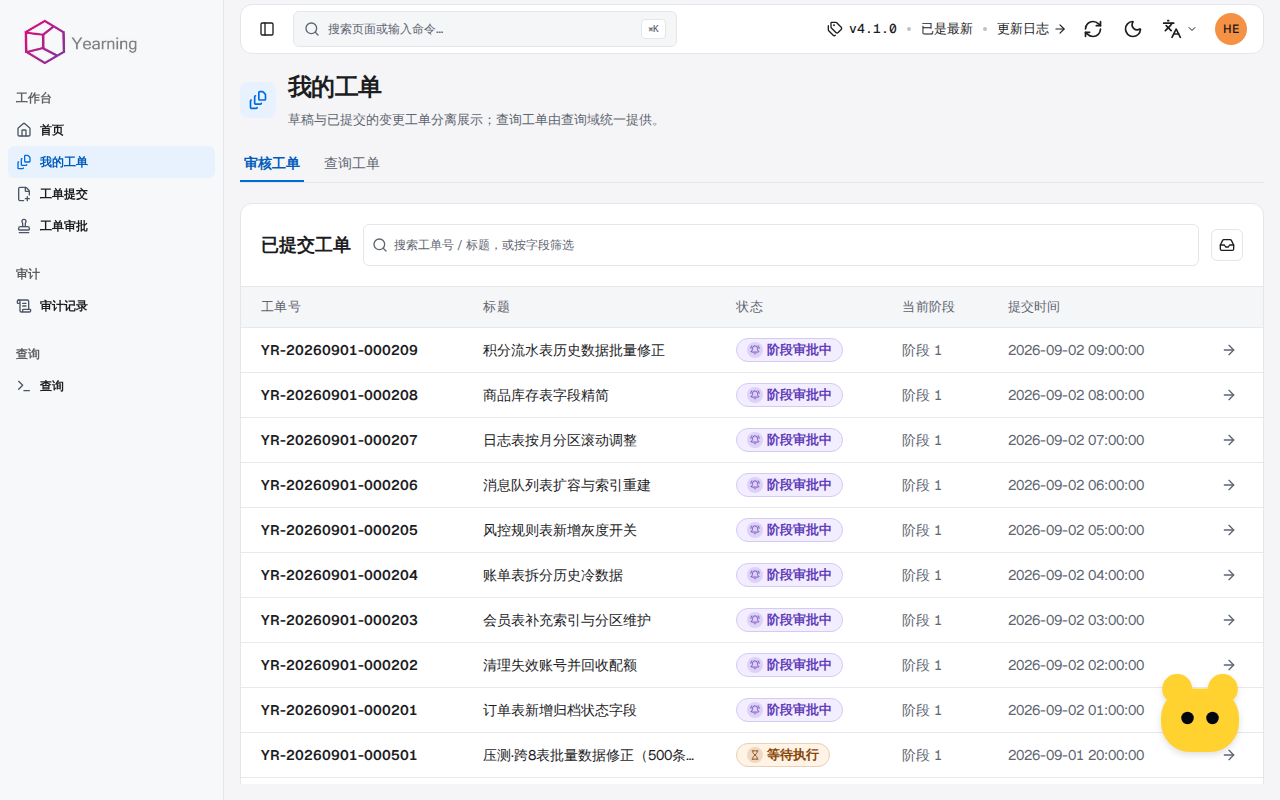 Yearning
搜索页面或输入命令...
⌘K
v4.1.0
已是最新
更新日志
HE
工作台
首页
我的工单
工单提交
工单审批
审计
审计记录
查询
查询
我的工单
草稿与已提交的变更工单分离展示；查询工单由查询域统一提供。
审核工单
查询工单
已提交工单
搜索工单号 / 标题，或按字段筛选
工单号 标题 状态 当前阶段 提交时间
YR-20260901-000209 积分流水表历史数据批量修正 阶段审批中 阶段 1 2026-09-02 09:00:00
YR-20260901-000208 商品库存表字段精简 阶段审批中 阶段 1 2026-09-02 08:00:00
YR-20260901-000207 日志表按月分区滚动调整 阶段审批中 阶段 1 2026-09-02 07:00:00
YR-20260901-000206 消息队列表扩容与索引重建 阶段审批中 阶段 1 2026-09-02 06:00:00
YR-20260901-000205 风控规则表新增灰度开关 阶段审批中 阶段 1 2026-09-02 05:00:00
YR-20260901-000204 账单表拆分历史冷数据 阶段审批中 阶段 1 2026-09-02 04:00:00
YR-20260901-000203 会员表补充索引与分区维护 阶段审批中 阶段 1 2026-09-02 03:00:00
YR-20260901-000202 清理失效账号并回收配额 阶段审批中 阶段 1 2026-09-02 02:00:00
YR-20260901-000201 订单表新增归档状态字段 阶段审批中 阶段 1 2026-09-02 01:00:00
YR-20260901-000501 压测-跨8表批量数据修正（500条... 等待执行 2026-09-01 20:00:00